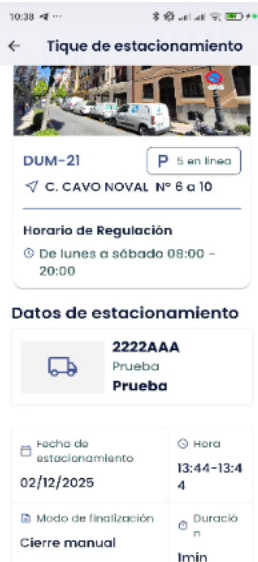 10:38
← Tique de estacionamiento
DUM-21
P 5 en línea
C. CAVO NOVAL Nº 6 a 10
Horario de Regulación
De lunes a sábado 08:00 -
20:00
Datos de estacionamiento
2222AAA
Prueba
Prueba
Fecha de
estacionamiento
02/12/2025
Hora
13:44-13:4
4
Modo de finalización
Cierre manual
Duració
n
1min